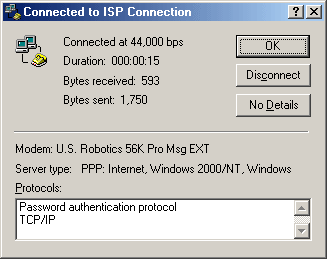 Connected to ISP Connection
Connected at 44,000 bps
OK
Duration: 000:00:15
Disconnect
Bytes received: 593
Bytes sent: 1,750
No Details
Modem: U.S. Robotics 56K Pro Msg EXT
Server type: PPP: Internet, Windows 2000/NT, Windows
Protocols:
Password authentication protocol
TCP/IP